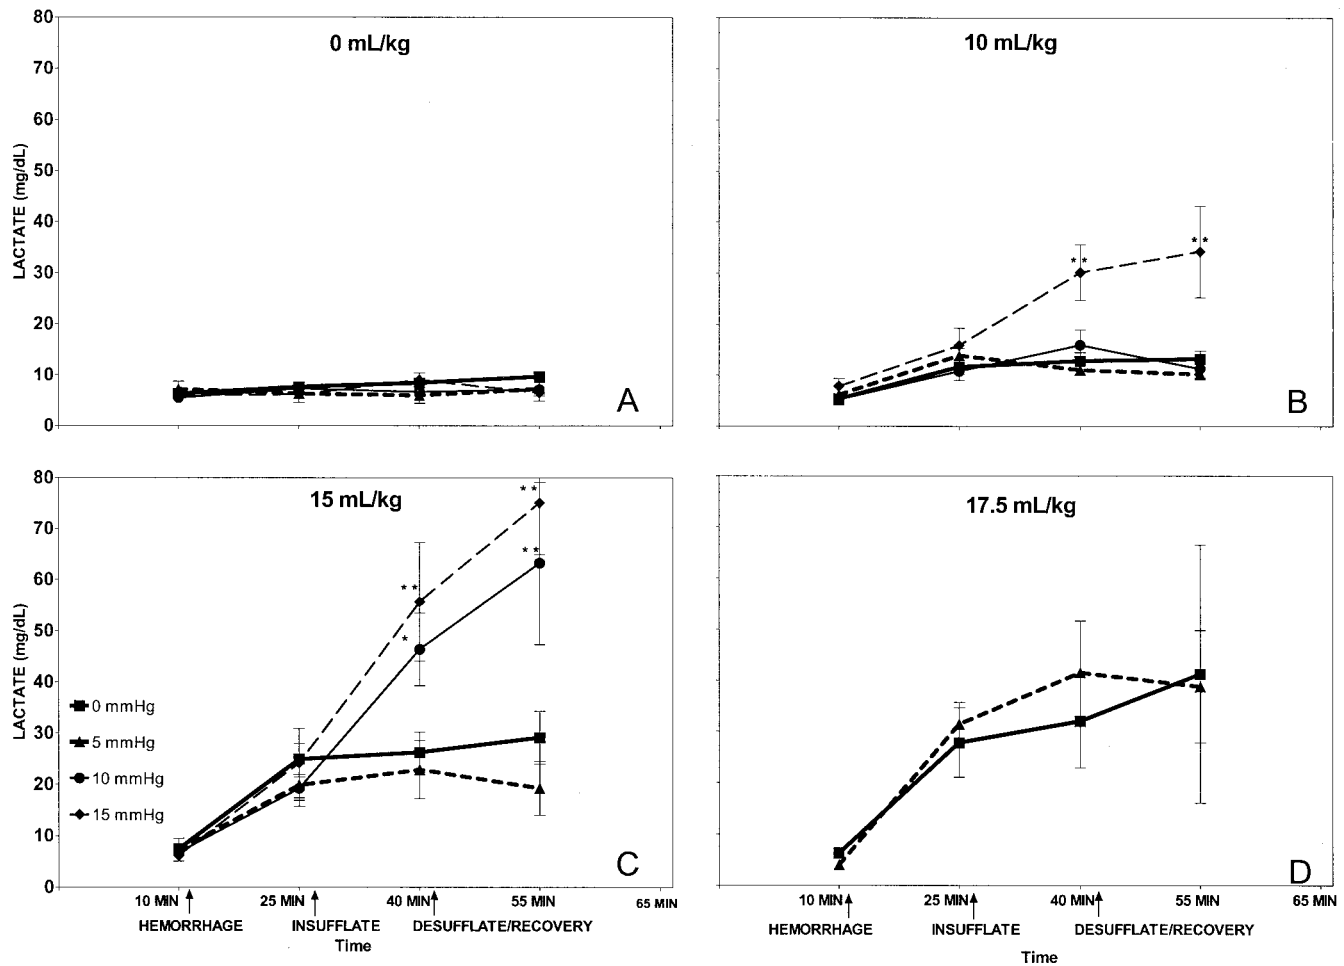 0 mL/kg
80
70
60
50
40
30
20
10
0
LACTATE (mg/dL)
A
10 mL/kg
**
**
B
15 mL/kg
80
70
60
50
40
30
20
10
0
LACTATE (mg/dL)
**
**
**
*
0 mmHg
5 mmHg
10 mmHg
15 mmHg
C
10 MIN
25 MIN
40 MIN
55 MIN
65 MIN
HEMORRHAGE
INSUFFLATE
DESUFFLATE/RECOVERY
Time
17.5 mL/kg
D
10 MIN
25 MIN
40 MIN
55 MIN
65 MIN
HEMORRHAGE
INSUFFLATE
DESUFFLATE/RECOVERY
Time